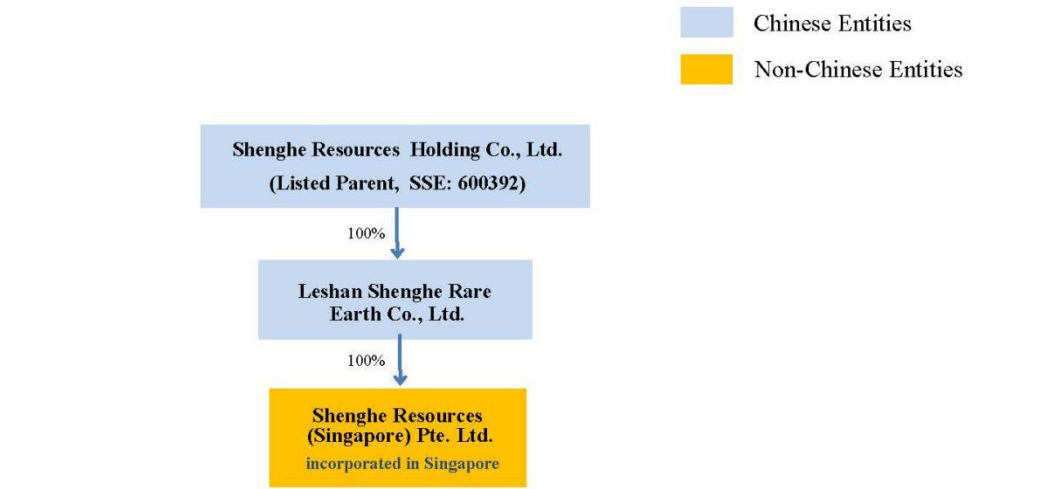 Chinese Entities
Non-Chinese Entities
Shenghe Resources Holding Co., Ltd.
(Listed Parent, SSE: 600392)
100%
Leshan Shenghe Rare
Earth Co., Ltd.
100%
Shenghe Resources
(Singapore) Pte. Ltd.
incorporated in Singapore